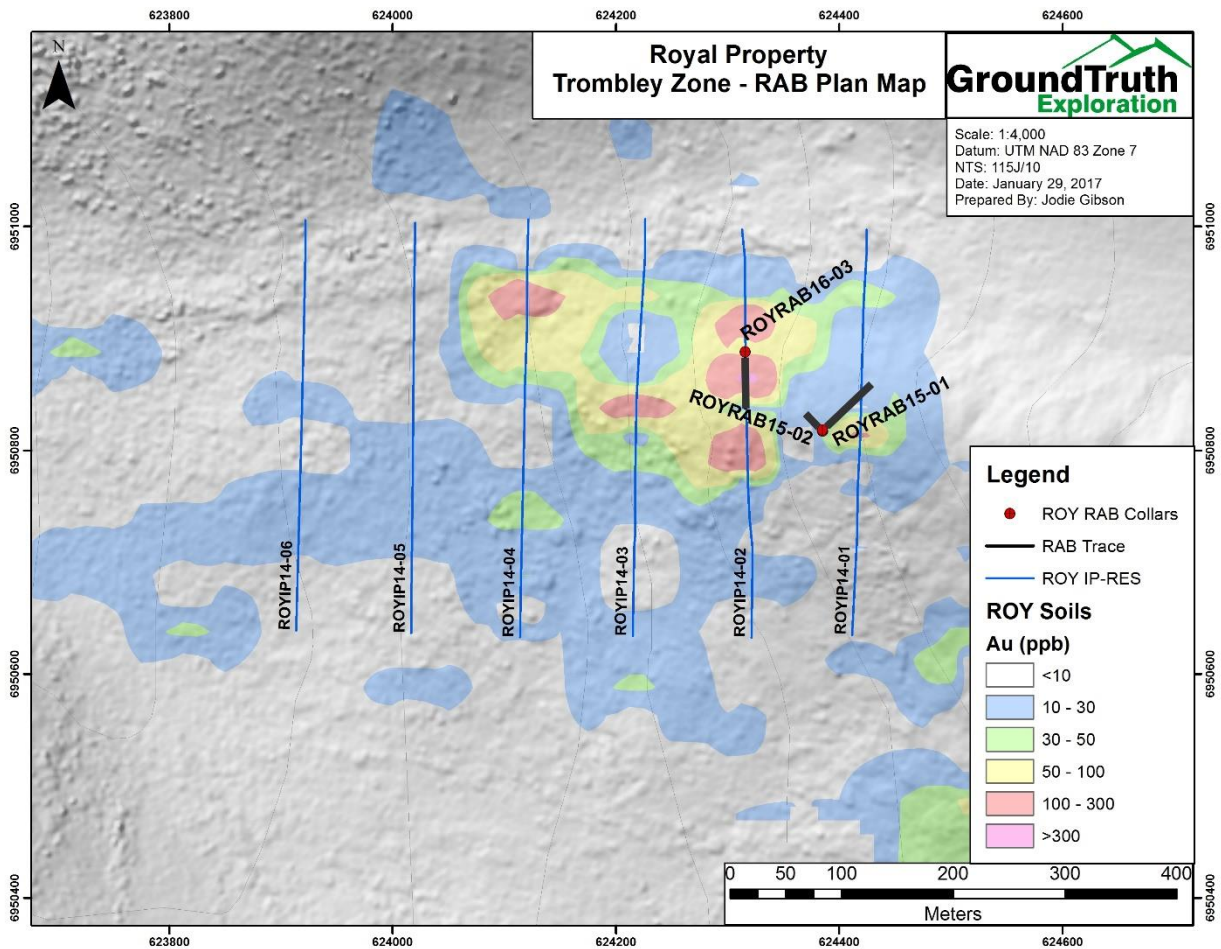 623800 624000 624200 624400 624600
N
Royal Property
Trombley Zone - RAB Plan Map
GroundTruth
Exploration
Scale: 1:4,000
Datum: UTM NAD 83 Zone 7
NTS: 115J/10
Date: January 29, 2017
Prepared By: Jodie Gibson
6951000
6951000
ROYRAB16-03
ROYRAB15-02
ROYRAB15-01
6950800
6950800
ROYIP14-06
ROYIP14-05
ROYIP14-04
ROYIP14-03
ROYIP14-02
ROYIP14-01
Legend
ROY RAB Collars
RAB Trace
ROY IP-RES
ROY Soils
Au (ppb)
<10
10 - 30
30 - 50
50 - 100
100 - 300
>300
6950600
6950600
0 50 100 200 300 400
Meters
6950400
6950400
623800 624000 624200 624400 624600